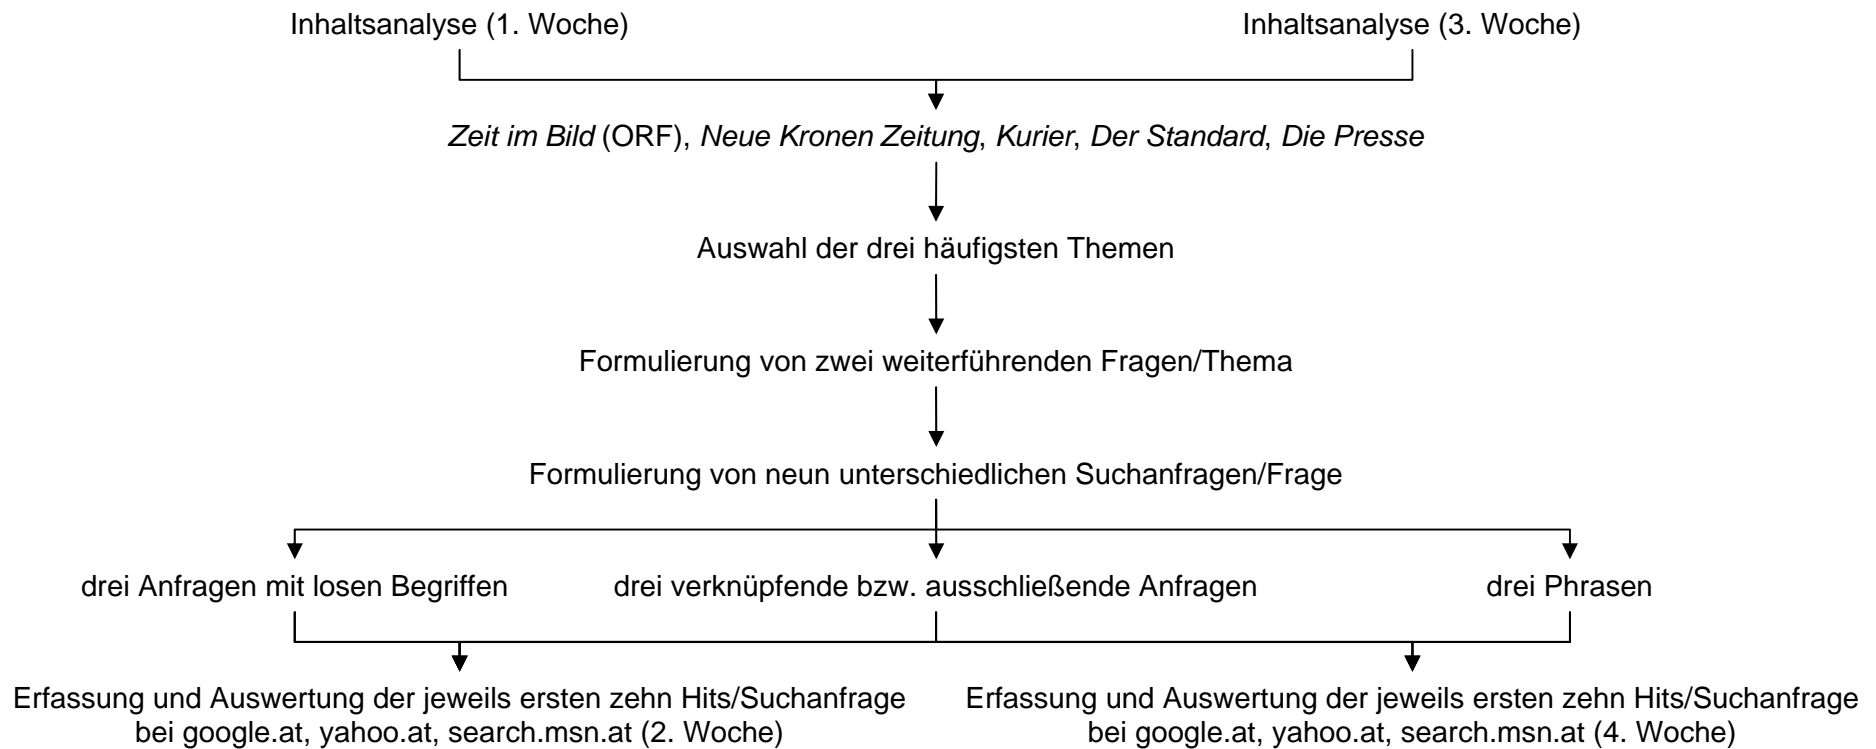 Inhaltsanalyse (1. Woche)
Inhaltsanalyse (3. Woche)
Zeit im Bild (ORF), Neue Kronen Zeitung, Kurier, Der Standard, Die Presse
Auswahl der drei häufigsten Themen
Formulierung von zwei weiterführenden Fragen/Thema
Formulierung von neun unterschiedlichen Suchanfragen/Frage
drei Anfragen mit losen Begriffen
drei verknüpfende bzw. ausschließende Anfragen
drei Phrasen
Erfassung und Auswertung der jeweils ersten zehn Hits/Suchanfrage
bei google.at, yahoo.at, search.msn.at (2. Woche)
Erfassung und Auswertung der jeweils ersten zehn Hits/Suchanfrage
bei google.at, yahoo.at, search.msn.at (4. Woche)